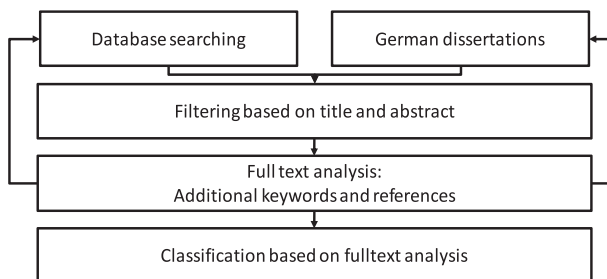 Database searching
German dissertations
Filtering based on title and abstract
Full text analysis:
Additional keywords and references
Classification based on fulltext analysis